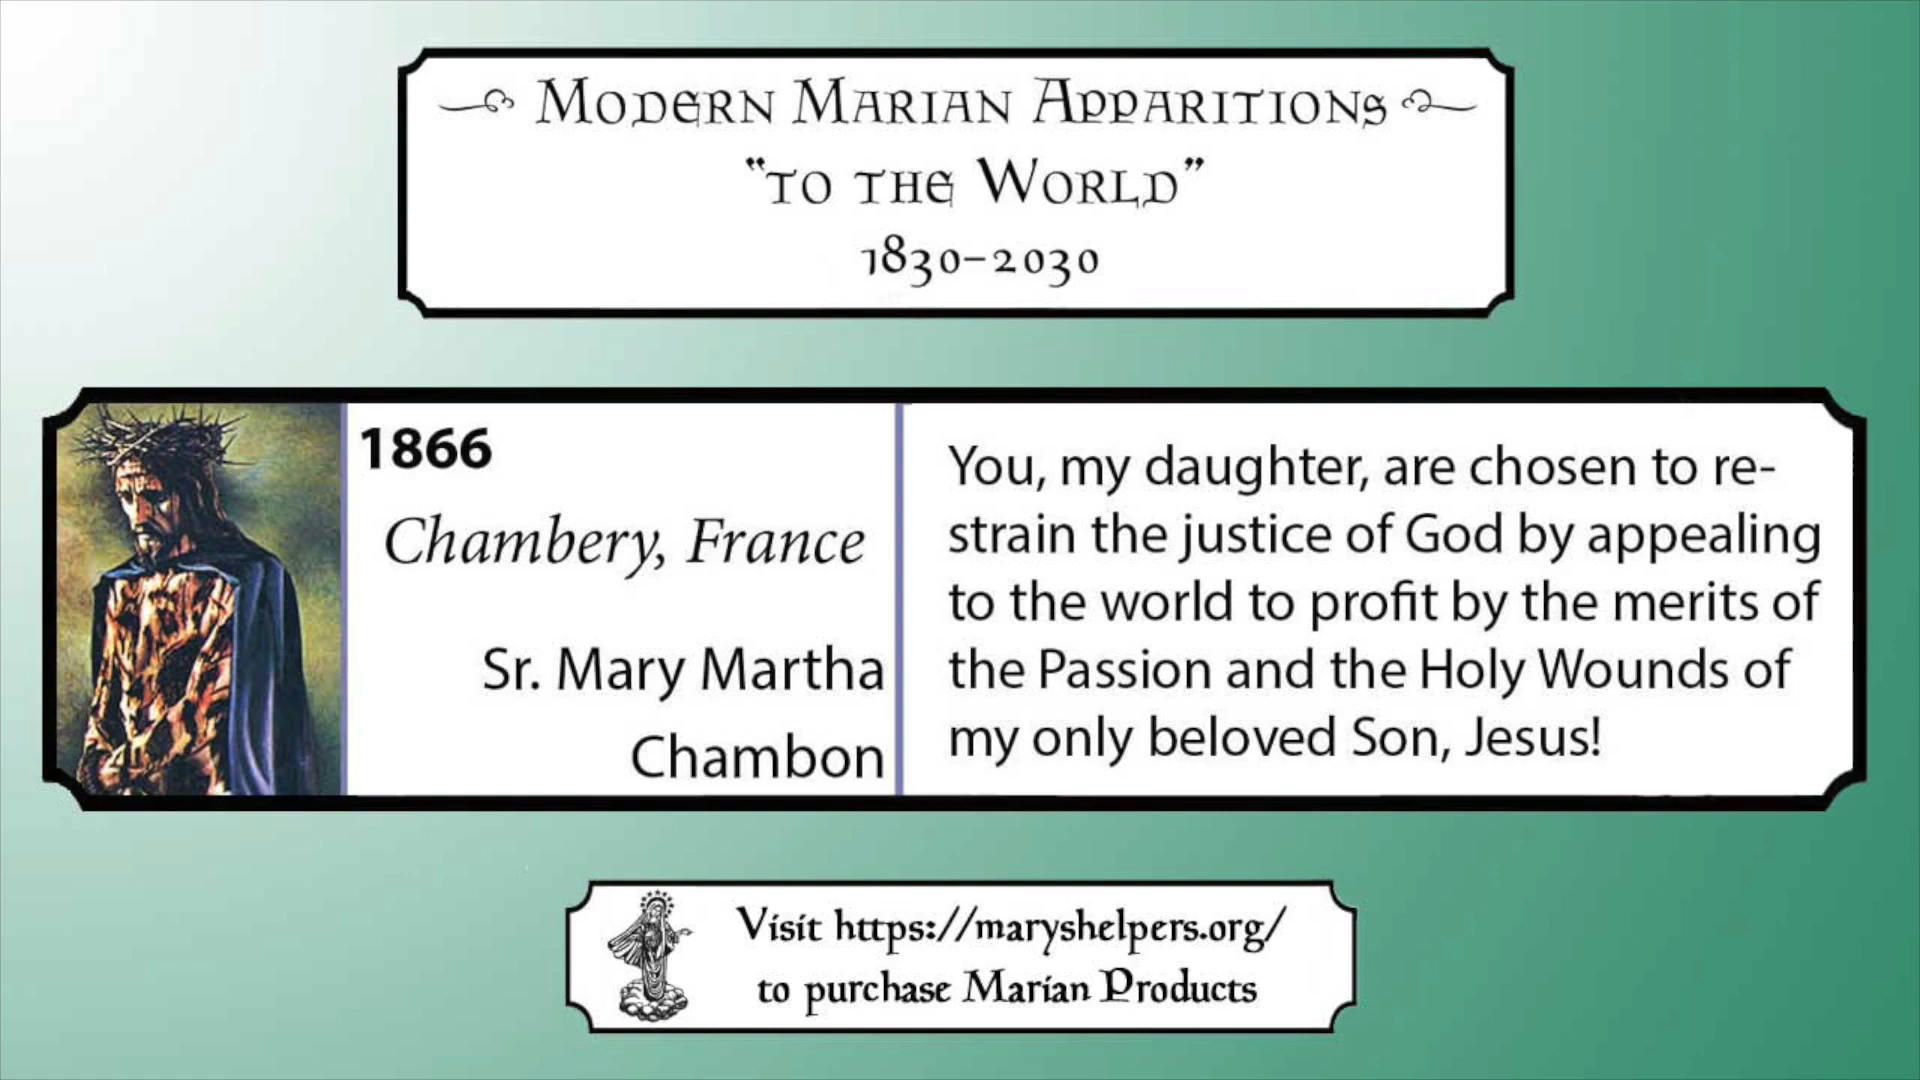 Modern Marian Apparitions
"to the World"
1830–2030
1866
Chambery, France
Sr. Mary Martha
Chambon
You, my daughter, are chosen to re-
strain the justice of God by appealing
to the world to profit by the merits of
the Passion and the Holy Wounds of
my only beloved Son, Jesus!
Visit https://maryshelpers.org/
to purchase Marian Products